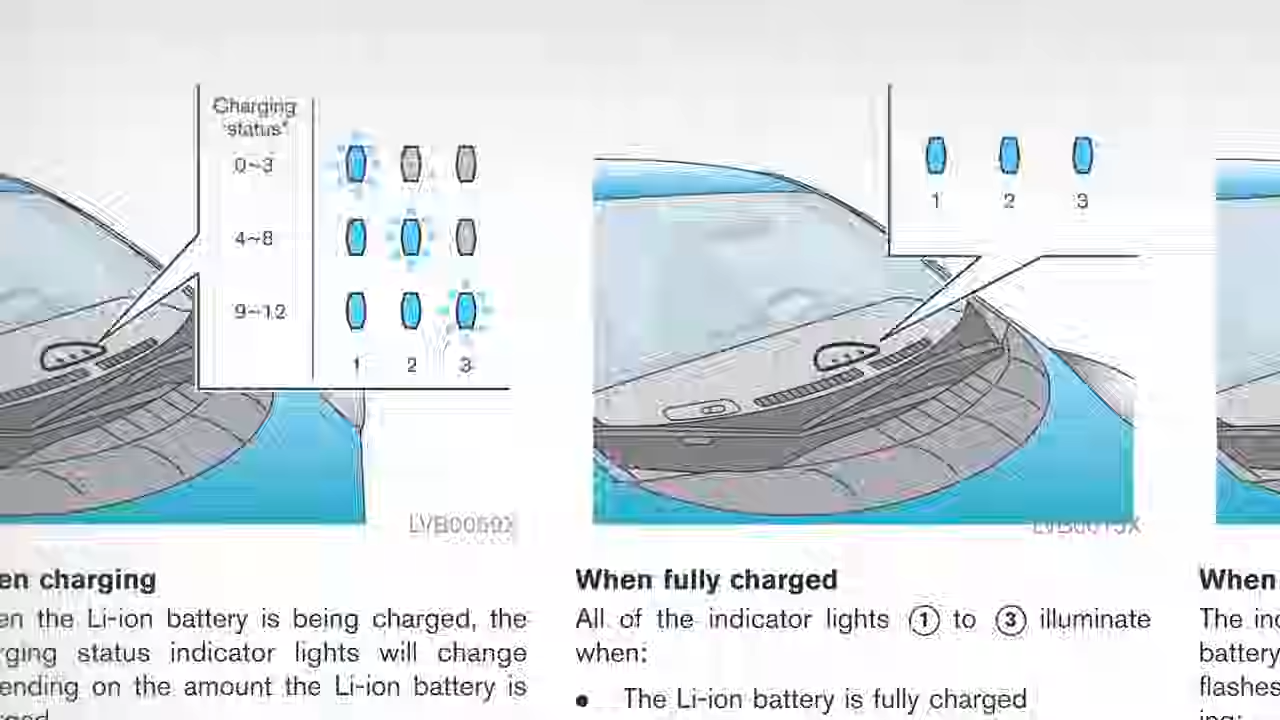 Charging
status*
0~3
4~8
9~12
1 2 3
1 2 3
en charging
en the Li-ion battery is being charged, the
rging status indicator lights will change
ending on the amount the Li-ion battery is
rged.
When fully charged
All of the indicator lights ① to ③ illuminate
when:
● The Li-ion battery is fully charged
When
The ind
battery
flashes
ing: